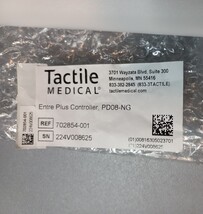 Tactile
MEDICAL
3701 Wayzata Blvd, Suite 300
Minneapolis, MN 55416
833-382-2845 (833-3TACTILE)
tactilemedical.com
Entre Plus Controller, PD08-NG
REF 702854-001
SN 224V008625